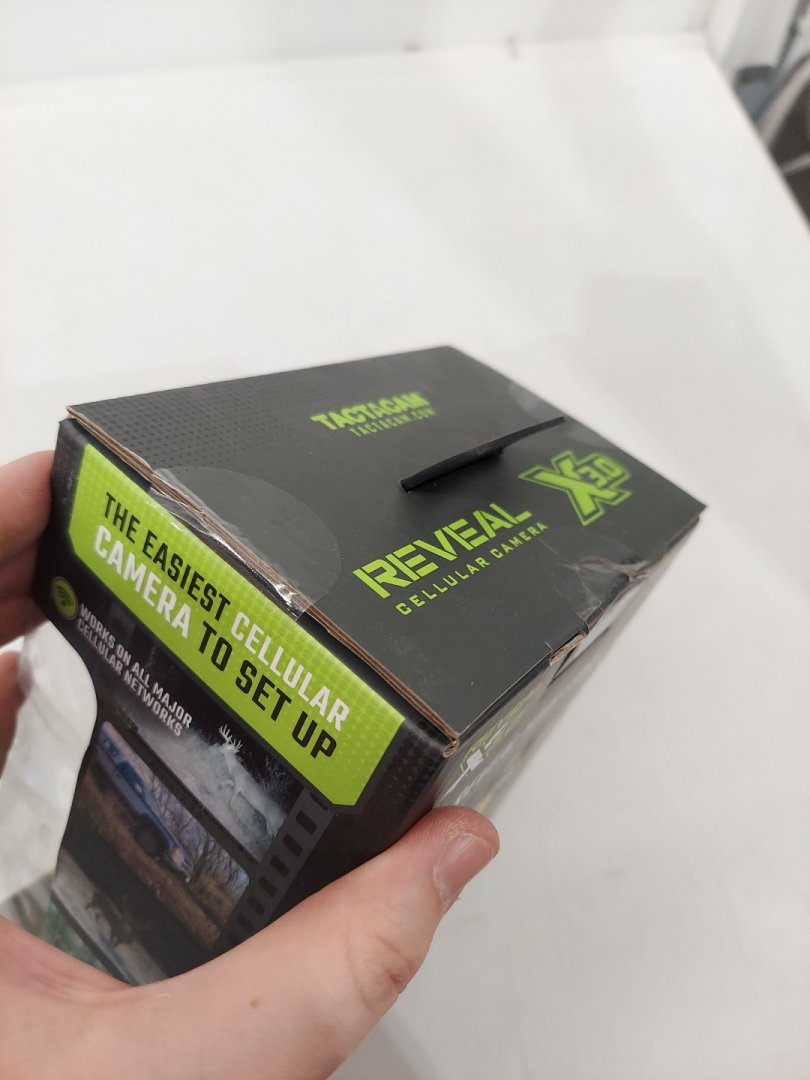 TACTACAM
TACTACAM.COM
REVEAL
CELLULAR CAMERA
X3.0
THE EASIEST CELLULAR
CAMERA TO SET UP
WORKS ON ALL MAJOR
CELLULAR NETWORKS